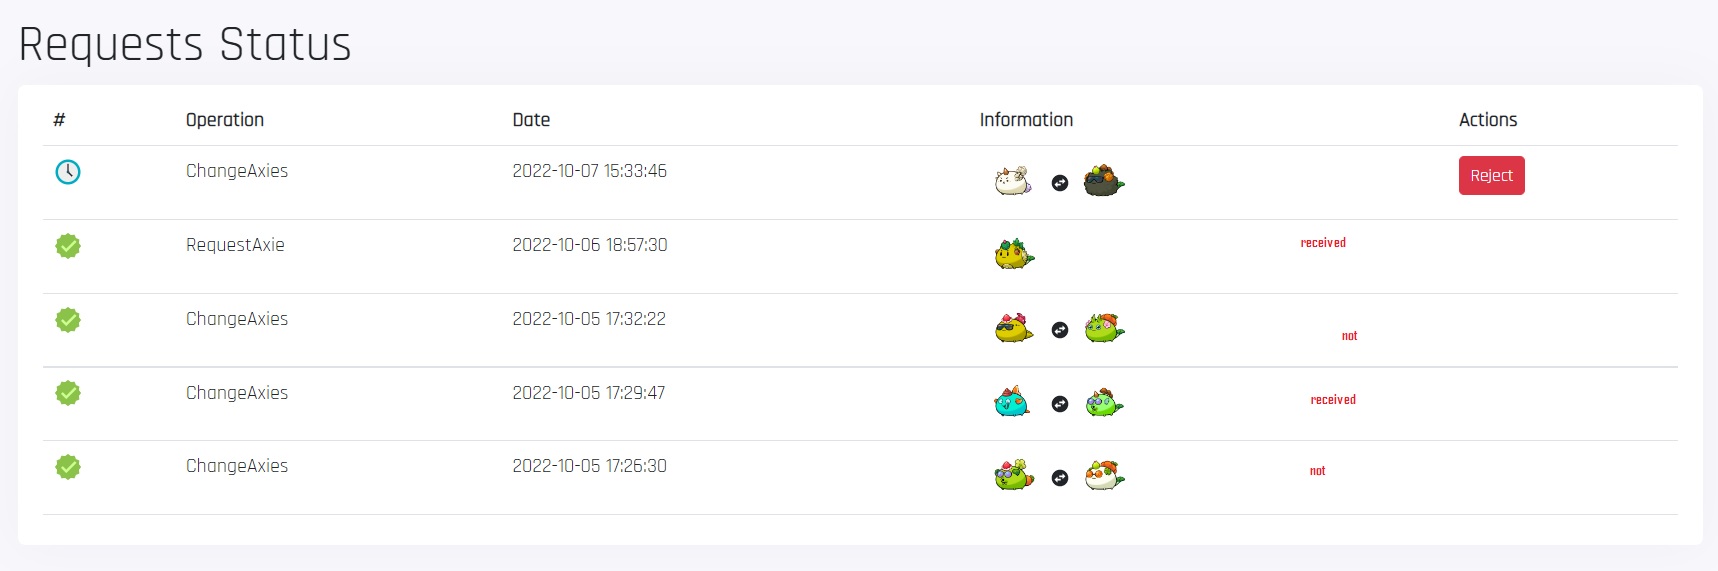 Requests Status
# Operation Date Information Actions
ChangeAxies 2022-10-07 15:33:46 Reject
RequestAxie 2022-10-06 18:57:30 received
ChangeAxies 2022-10-05 17:32:22 not
ChangeAxies 2022-10-05 17:29:47 received
ChangeAxies 2022-10-05 17:26:30 not